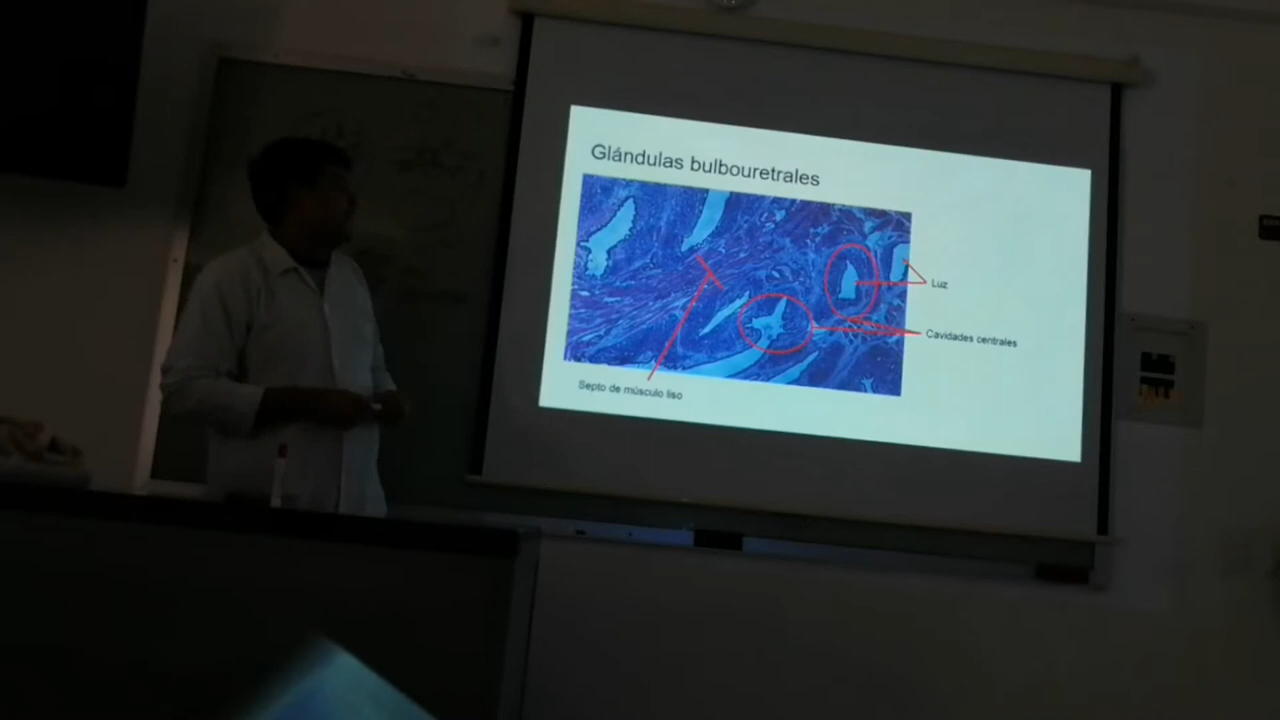 Glándulas bulbouretrales
Luz
Cavidades centrales
Septo de músculo liso